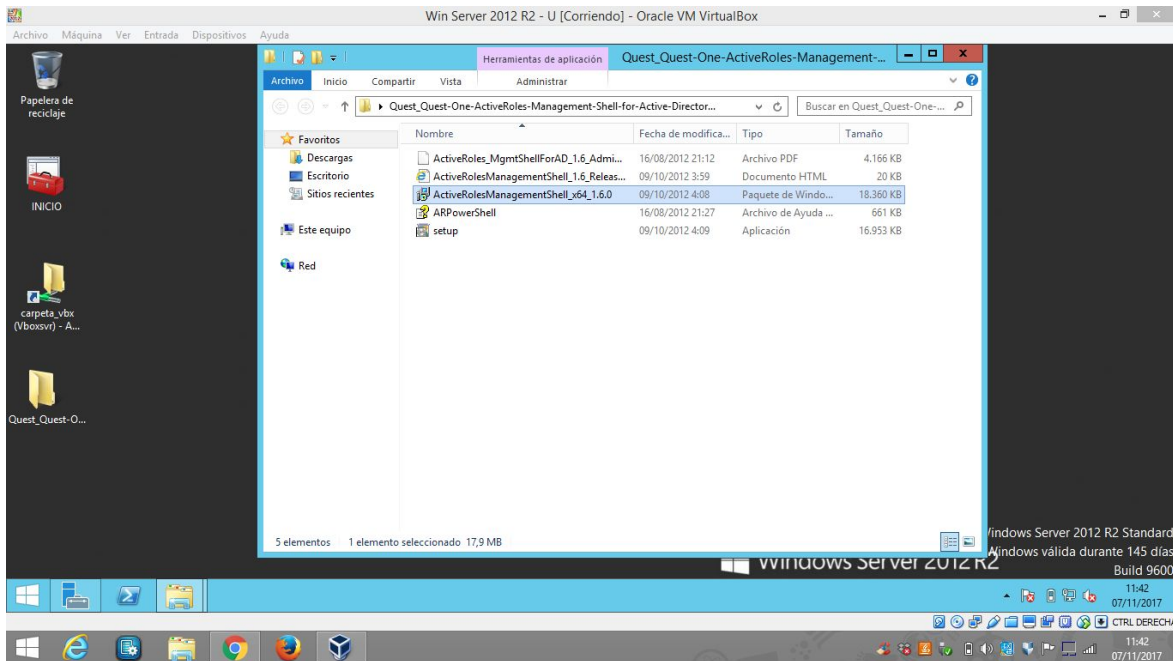 Win Server 2012 R2 - U [Corriendo] - Oracle VM VirtualBox
Archivo Máquina Ver Entrada Dispositivos Ayuda
Papelera de
reciclaje
INICIO
carpeta_vbx
(Vboxsvr) - A...
Quest_Quest-O...
Herramientas de aplicación Quest_Quest-One-ActiveRoles-Management-...
Archivo Inicio Compartir Vista Administrar
Quest_Quest-One-ActiveRoles-Management-Shell-for-Active-Director... Buscar en Quest_Quest-One-...
Favoritos
Descargas
Escritorio
Sitios recientes
Este equipo
Red
Nombre Fecha de modifica... Tipo Tamaño
ActiveRoles_MgmtShellForAD_1.6_Admi... 16/08/2012 21:12 Archivo PDF 4.166 KB
ActiveRolesManagementShell_1.6_Releas... 09/10/2012 3:59 Documento HTML 20 KB
ActiveRolesManagementShell_x64_1.6.0 09/10/2012 4:08 Paquete de Windo... 18.360 KB
ARPowerShell 16/08/2012 21:27 Archivo de Ayuda ... 661 KB
setup 09/10/2012 4:09 Aplicación 16.953 KB
5 elementos 1 elemento seleccionado 17,9 MB
Windows Server 2012 R2 Standard
Windows válida durante 145 días
Build 9600
Windows Server 2012 R2
11:42
07/11/2017
CTRL DERECHA
11:42
07/11/2017